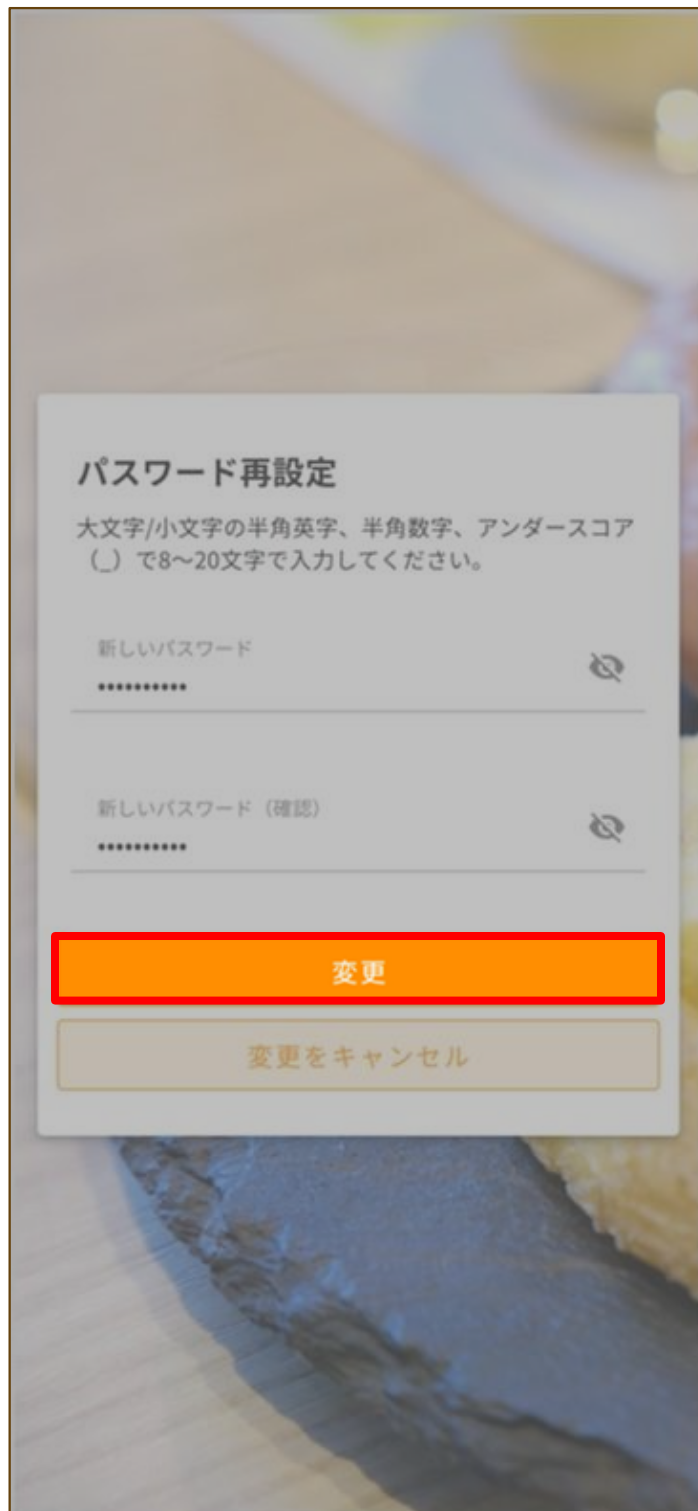 パスワード再設定
大文字/小文字の半角英字、半角数字、アンダースコア
（_）で8〜20文字で入力してください。
新しいパスワード
••••••••••
新しいパスワード（確認）
••••••••••
変更
変更をキャンセル